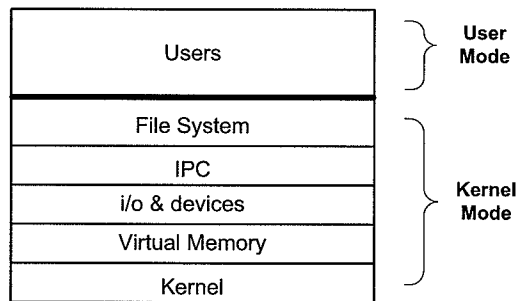 Users
User
Mode
File System
IPC
i/o & devices
Virtual Memory
Kernel
Kernel
Mode